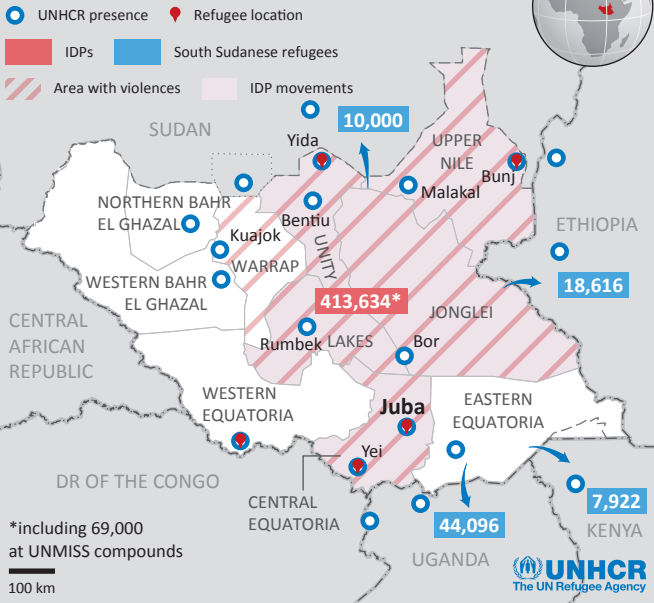 UNHCR presence
Refugee location
IDPs
South Sudanese refugees
Area with violences
IDP movements
SUDAN
10,000
Yida
UPPER
NILE
Bunj
Malakal
NORTHERN BAHR
EL GHAZAL
Bentiu
ETHIOPIA
Kuajok
UNITY
WARRAP
WESTERN BAHR
EL GHAZAL
18,616
413,634*
JONGLEI
CENTRAL
AFRICAN
REPUBLIC
Rumbek
LAKES
Bor
WESTERN
EQUATORIA
Juba
EASTERN
EQUATORIA
Yei
DR OF THE CONGO
CENTRAL
EQUATORIA
7,922
44,096
KENYA
UGANDA
*including 69,000
at UNMISS compounds
100 km
UNHCR
The UN Refugee Agency